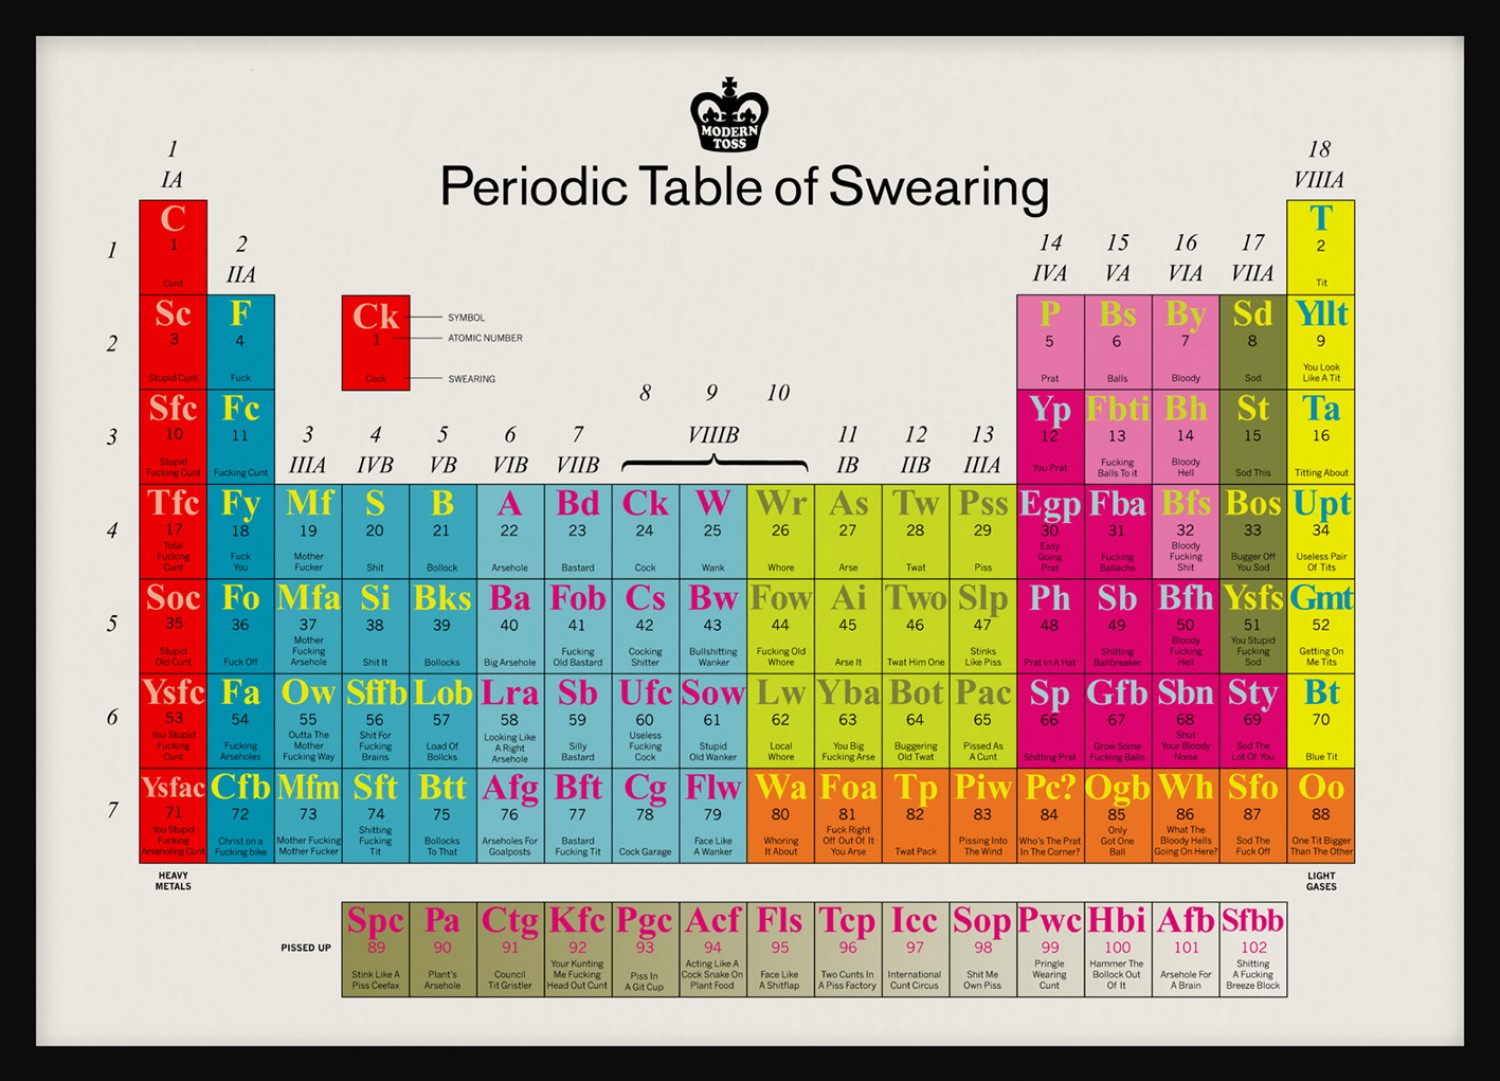 MODERN
TOSS
Periodic Table of Swearing
1
IA
18
VIIIA
2
IIA
14
IVA
15
VA
16
VIA
17
VIIA
1
C
1
Cunt
T
2
Tit
2
Sc
3
Stupid Cunt
F
4
Fuck
Ck
1
Cock
SYMBOL
ATOMIC NUMBER
SWEARING
P
5
Prat
Bs
6
Balls
By
7
Bloody
Sd
8
Sod
Yllt
9
You Look
Like A Tit
3
Sfc
10
Stupid
Fucking Cunt
Fc
11
Fucking Cunt
3
IIIA
4
IVB
5
VB
6
VIB
7
VIIB
8
9
10
VIIIB
11
IB
12
IIB
13
IIIA
Yp
12
You Prat
Fbti
13
Fucking
Balls To it
Bh
14
Bloody
Hell
St
15
Sod This
Ta
16
Titting About
4
Tfc
17
Total
Fucking
Cunt
Fy
18
Fuck
You
Mf
19
Mother
Fucker
S
20
Shit
B
21
Bollock
A
22
Arsehole
Bd
23
Bastard
Ck
24
Cock
W
25
Wank
Wr
26
Whore
As
27
Arse
Tw
28
Twat
Pss
29
Piss
Egp
30
Easy
Going
Prat
Fba
31
Fucking
Ballache
Bfs
32
Bloody
Fucking
Shit
Bos
33
Bugger Off
You Sod
Upt
34
Useless Pair
Of Tits
5
Soc
35
Stupid
Old Cunt
Fo
36
Fuck Off
Mfa
37
Mother
Fucking
Arsehole
Si
38
Shit It
Bks
39
Bollocks
Ba
40
Big Arsehole
Fob
41
Fucking
Old Bastard
Cs
42
Cocking
Shitter
Bw
43
Bullshitting
Wanker
Fow
44
Fucking Old
Whore
Ai
45
Arse It
Two
46
Twat Him One
Slp
47
Stinks
Like Piss
Ph
48
Prat In A Hat
Sb
49
Shitting
Ballbreaker
Bfh
50
Bloody
Fucking
Hell
Ysfs
51
You Stupid
Fucking
Sod
Gmt
52
Getting On
Me Tits
6
Ysfc
53
You Stupid
Fucking
Cunt
Fa
54
Fucking
Arseholes
Ow
55
Outta The
Mother
Fucking Way
Sffb
56
Shit For
Fucking
Brains
Lob
57
Load Of
Bollcks
Lra
58
Looking Like
A Right
Arsehole
Sb
59
Silly
Bastard
Ufc
60
Useless
Fucking
Cock
Sow
61
Stupid
Old Wanker
Lw
62
Local
Whore
Yba
63
You Big
Fucking Arse
Bot
64
Buggering
Old Twat
Pac
65
Pissed As
A Cunt
Sp
66
Shitting Prat
Gfb
67
Grow Some
Fucking Balls
Sbn
68
Shut
Your Bloody
Noise
Sty
69
Sod The
Lot Of You
Bt
70
Blue Tit
7
Ysfac
71
You Stupid
Fucking
Arseholing Cunt
Cfb
72
Christ on a
Fucking bike
Mfm
73
Mother Fucking
Mother Fucker
Sft
74
Shitting
Fucking
Tit
Btt
75
Bollocks
To That
Afg
76
Arseholes For
Goalposts
Bft
77
Bastard
Fucking Tit
Cg
78
Cock Garage
Flw
79
Face Like
A Wanker
Wa
80
Whoring
It About
Foa
81
Fuck Right
Off Out Of It
You Arse
Tp
82
Twat Pack
Piw
83
Pissing Into
The Wind
Pc?
84
Who's The Prat
In The Corner?
Ogb
85
Only
Got One
Ball
Wh
86
What The
Bloody Hells
Going On Here?
Sfo
87
Sod The
Fuck Off
Oo
88
One Tit Bigger
Than The Other
HEAVY
METALS
LIGHT
GASES
PISSED UP
Spc
89
Stink Like A
Piss Ceefax
Pa
90
Plant's
Arsehole
Ctg
91
Council
Tit Gristler
Kfc
92
Your Kunting
Me Fucking
Head Out Cunt
Pgc
93
Piss In
A Git Cup
Acf
94
Acting Like A
Cock Snake On
Plant Food
Fls
95
Face Like
A Shitflap
Tcp
96
Two Cunts In
A Piss Factory
Icc
97
International
Cunt Circus
Sop
98
Shit Me
Own Piss
Pwc
99
Pringle
Wearing
Cunt
Hbi
100
Hammer The
Bollock Out
Of It
Afb
101
Arsehole For
A Brain
Sfbb
102
Shitting
A Fucking
Breeze Block